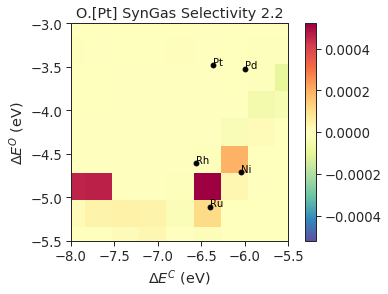 O.[Pt] SynGas Selectivity 2.2
−3.0
−3.5
−4.0
−4.5
−5.0
−5.5
ΔE^O (eV)
Pt
Pd
Rh
Ni
Ru
−8.0 −7.5 −7.0 −6.5 −6.0 −5.5
ΔE^C (eV)
0.0004
0.0002
0.0000
−0.0002
−0.0004